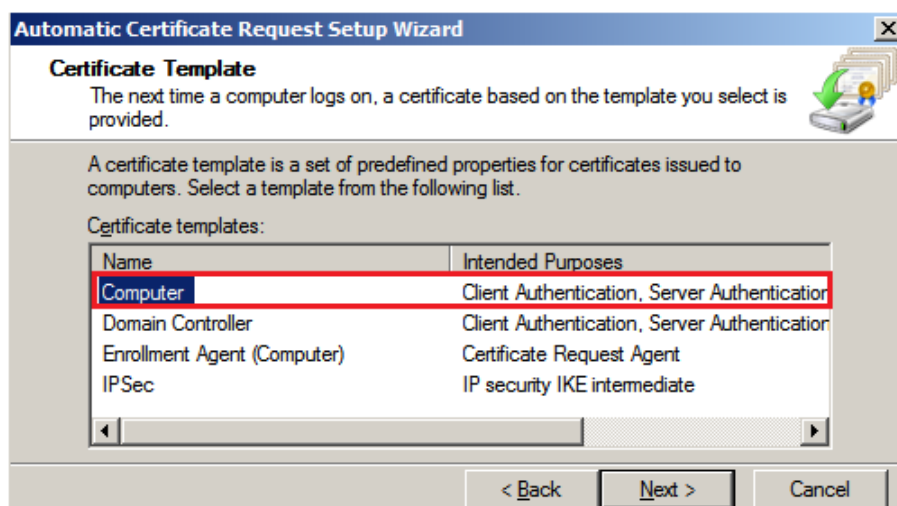 Automatic Certificate Request Setup Wizard
Certificate Template
The next time a computer logs on, a certificate based on the template you select is
provided.
A certificate template is a set of predefined properties for certificates issued to
computers. Select a template from the following list.
Certificate templates:
Name Intended Purposes
Computer Client Authentication, Server Authentication
Domain Controller Client Authentication, Server Authentication
Enrollment Agent (Computer) Certificate Request Agent
IPSec IP security IKE intermediate
< Back Next > Cancel